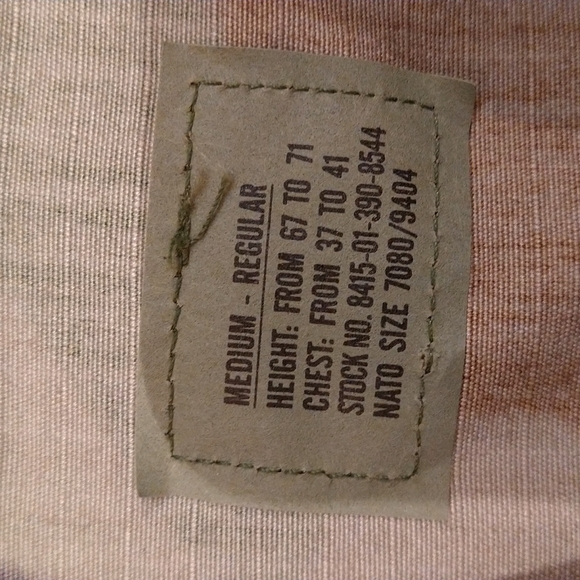 MEDIUM - REGULAR
HEIGHT: FROM 67 TO 71
CHEST: FROM 37 TO 41
STOCK NO. 8415-01-390-8544
NATO SIZE 7080/9404